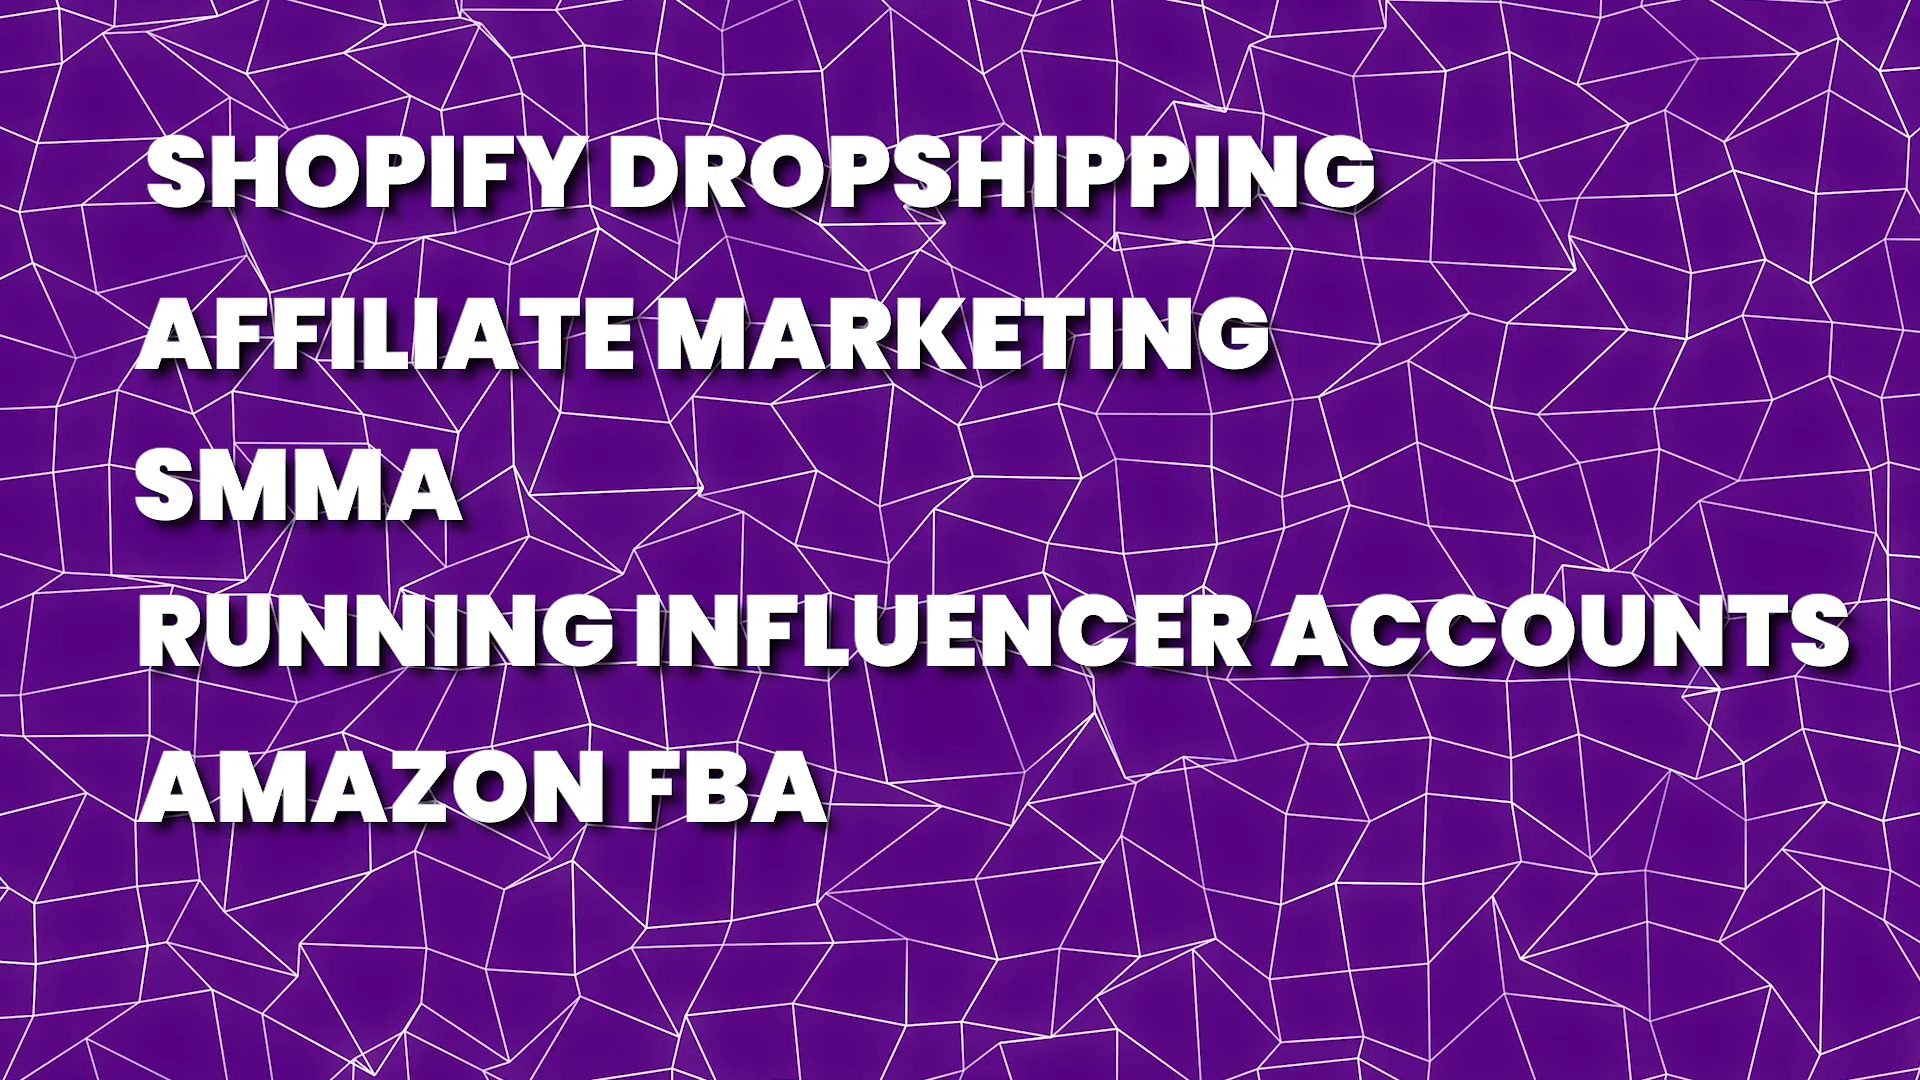 SHOPIFY DROPSHIPPING
AFFILIATE MARKETING
SMMA
RUNNING INFLUENCER ACCOUNTS
AMAZON FBA